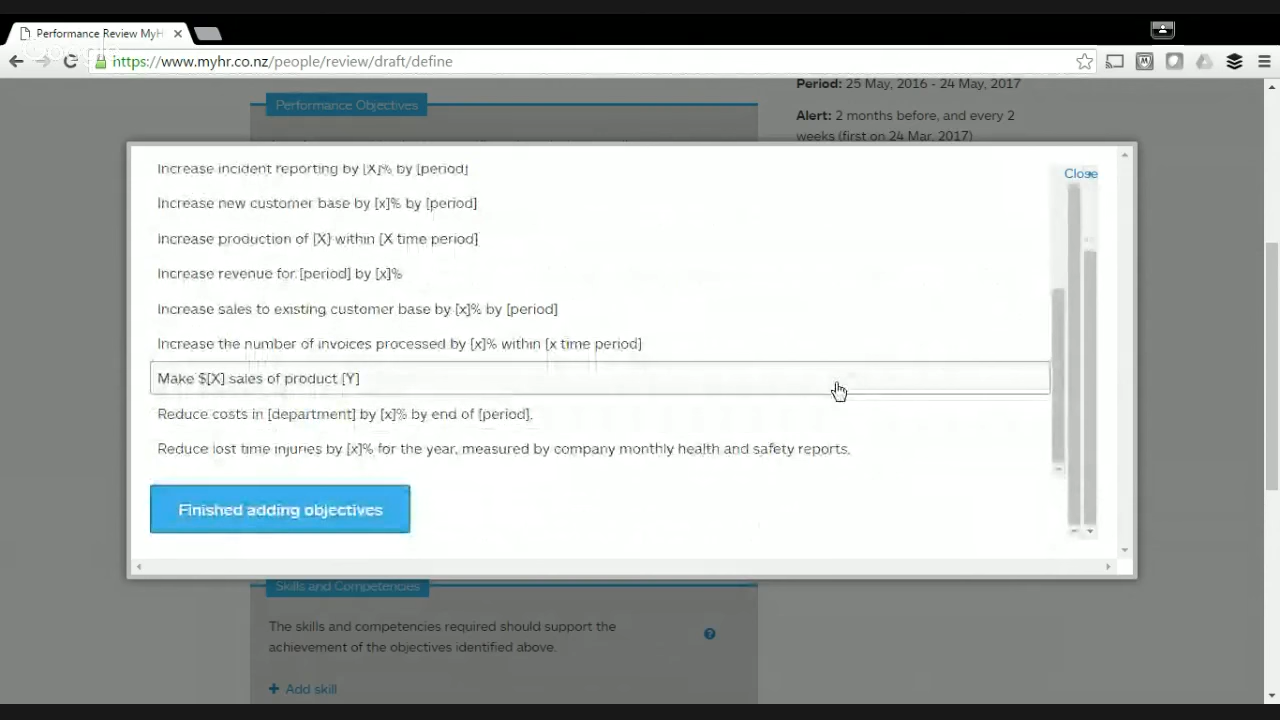 Performance Review MyH
https://www.myhr.co.nz/people/review/draft/define
Performance Objectives
Period: 25 May, 2016 - 24 May, 2017
Alert: 2 months before, and every 2
weeks (first on 24 Mar, 2017)
Close
Increase incident reporting by [X]% by [period]
Increase new customer base by [x]% by [period]
Increase production of [X] within [X time period]
Increase revenue for [period] by [x]%
Increase sales to existing customer base by [x]% by [period]
Increase the number of invoices processed by [x]% within [x time period]
Make $[X] sales of product [Y]
Reduce costs in [department] by [x]% by end of [period].
Reduce lost time injuries by [x]% for the year, measured by company monthly health and safety reports.
Finished adding objectives
Skills and Competencies
The skills and competencies required should support the
achievement of the objectives identified above.
?
+ Add skill